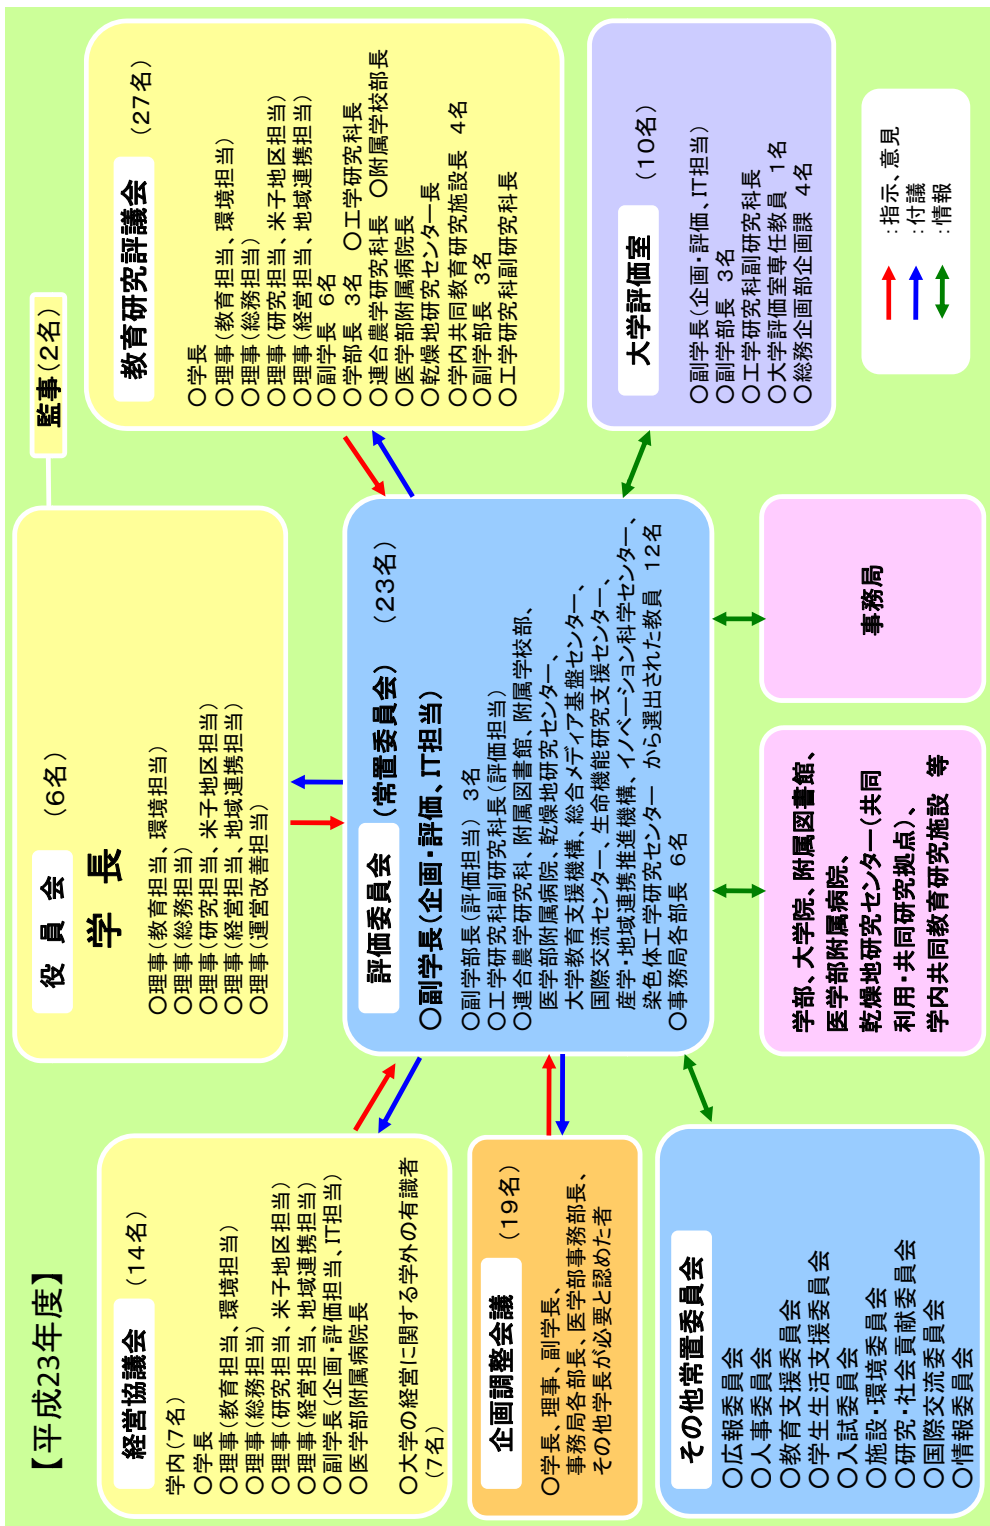 【平成23年度】
役 員 会 （6名）
学 長
○理事（教育担当、環境担当）
○理事（総務担当）
○理事（研究担当、米子地区担当）
○理事（経営担当、地域連携担当）
○理事（運営改善担当）
監事（2名）
経営協議会 （14名）
学内（7名）
○学長
○理事（教育担当、環境担当）
○理事（総務担当）
○理事（研究担当、米子地区担当）
○理事（経営担当、地域連携担当）
○副学長（企画・評価担当、IT担当）
○医学部附属病院長
○大学の経営に関する学外の有識者
（7名）
評価委員会 （常置委員会） （23名）
○副学長（企画・評価、IT担当）
○副学部長（評価担当） 3名
○工学研究科副研究科長（評価担当）
○連合農学研究科、附属図書館、附属学校部、
医学部附属病院、乾燥地研究センター、
大学教育支援機構、総合メディア基盤センター、
国際交流センター、生命機能研究支援センター、
産学・地域連携推進機構、イノベーション科学センター、
染色体工学研究センター から選出された教員 12名
○事務局各部長 6名
教育研究評議会 （27名）
○学長
○理事（教育担当、環境担当）
○理事（総務担当）
○理事（研究担当、米子地区担当）
○理事（経営担当、地域連携担当）
○副学長 6名
○学部長 3名 ○工学研究科長
○連合農学研究科長 ○附属学校部長
○医学部附属病院長
○乾燥地研究センター長
○学内共同教育研究施設長 4名
○副学部長 3名
○工学研究科副研究科長
企画調整会議 （19名）
○学長、理事、副学長、
事務局各部長、医学部事務部長、
その他学長が必要と認めた者
大学評価室 （10名）
○副学長（企画・評価、IT担当）
○副学部長 3名
○工学研究科副研究科長
○大学評価室専任教員 1名
○総務企画部企画課 4名
その他常置委員会
○広報委員会
○人事委員会
○教育支援委員会
○学生生活支援委員会
○入試委員会
○施設・環境委員会
○研究・社会貢献委員会
○国際交流委員会
○情報委員会
学部、大学院、附属図書館、
医学部附属病院、
乾燥地研究センター（共同
利用・共同研究拠点）、
学内共同教育研究施設 等
事務局
：指示、意見
：付議
：情報